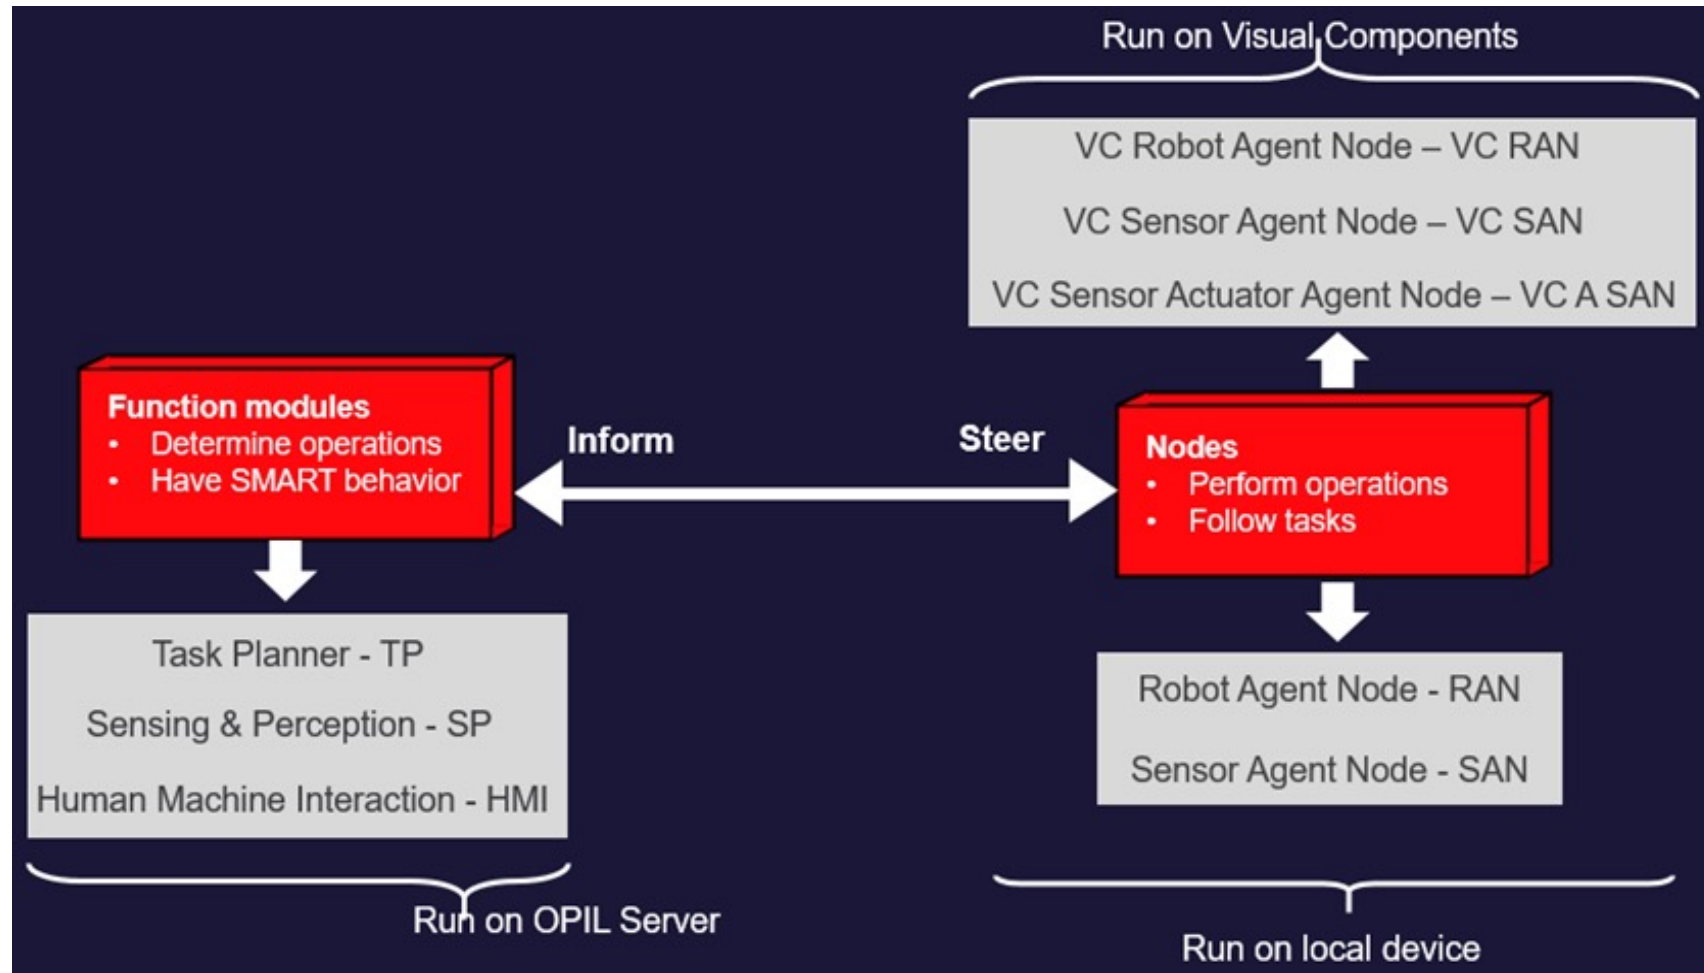 Run on Visual Components
VC Robot Agent Node – VC RAN
VC Sensor Agent Node – VC SAN
VC Sensor Actuator Agent Node – VC A SAN
Function modules
• Determine operations
• Have SMART behavior
Inform
Steer
Nodes
• Perform operations
• Follow tasks
Task Planner - TP
Sensing & Perception - SP
Human Machine Interaction - HMI
Run on OPIL Server
Robot Agent Node - RAN
Sensor Agent Node - SAN
Run on local device